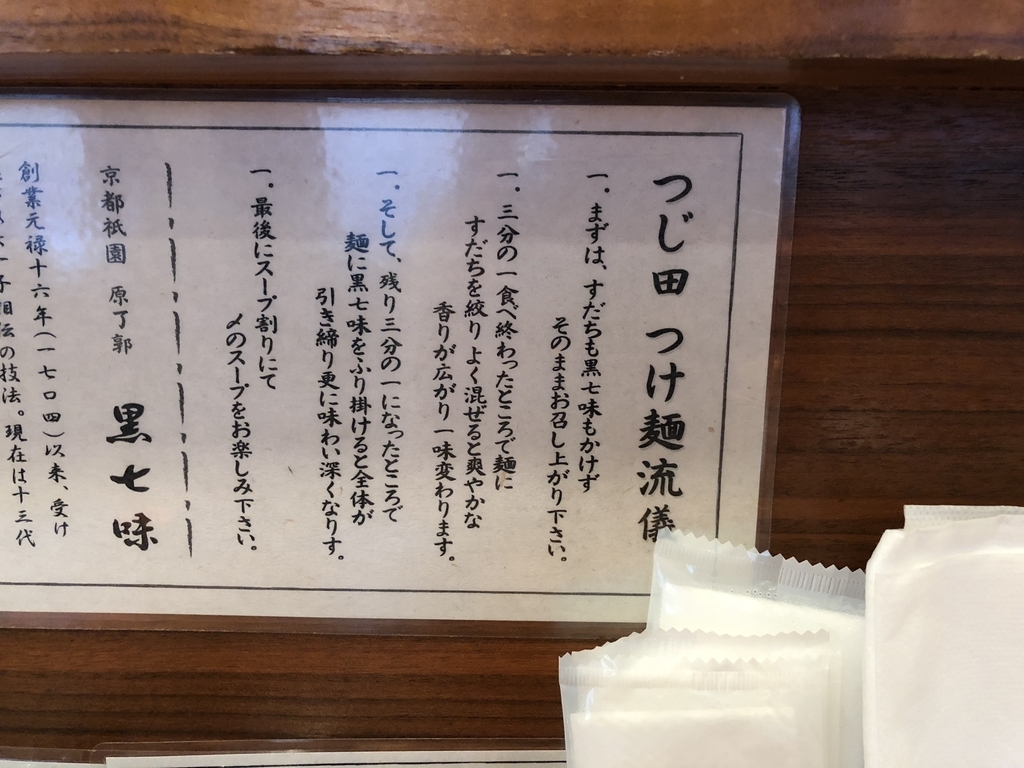 つじ田 つけ麺流儀
一. まずは、すだちも黒七味もかけず
そのままお召し上がり下さい。
一. 三分の一食べ終わったところで麺に
すだちを絞りよく混ぜると爽やかな
香りが広がり一味変わります。
一. そして、残り三分の一になったところで
麺に黒七味をふり掛けると全体が
引き締り更に味わい深くなりす。
一. 最後にスープ割りにて
〆のスープをお楽しみ下さい。
京都祇園 原了郭 黒七味
創業元禄十六年(一七〇四)以来、受け
子相伝の技法。現在は十三代